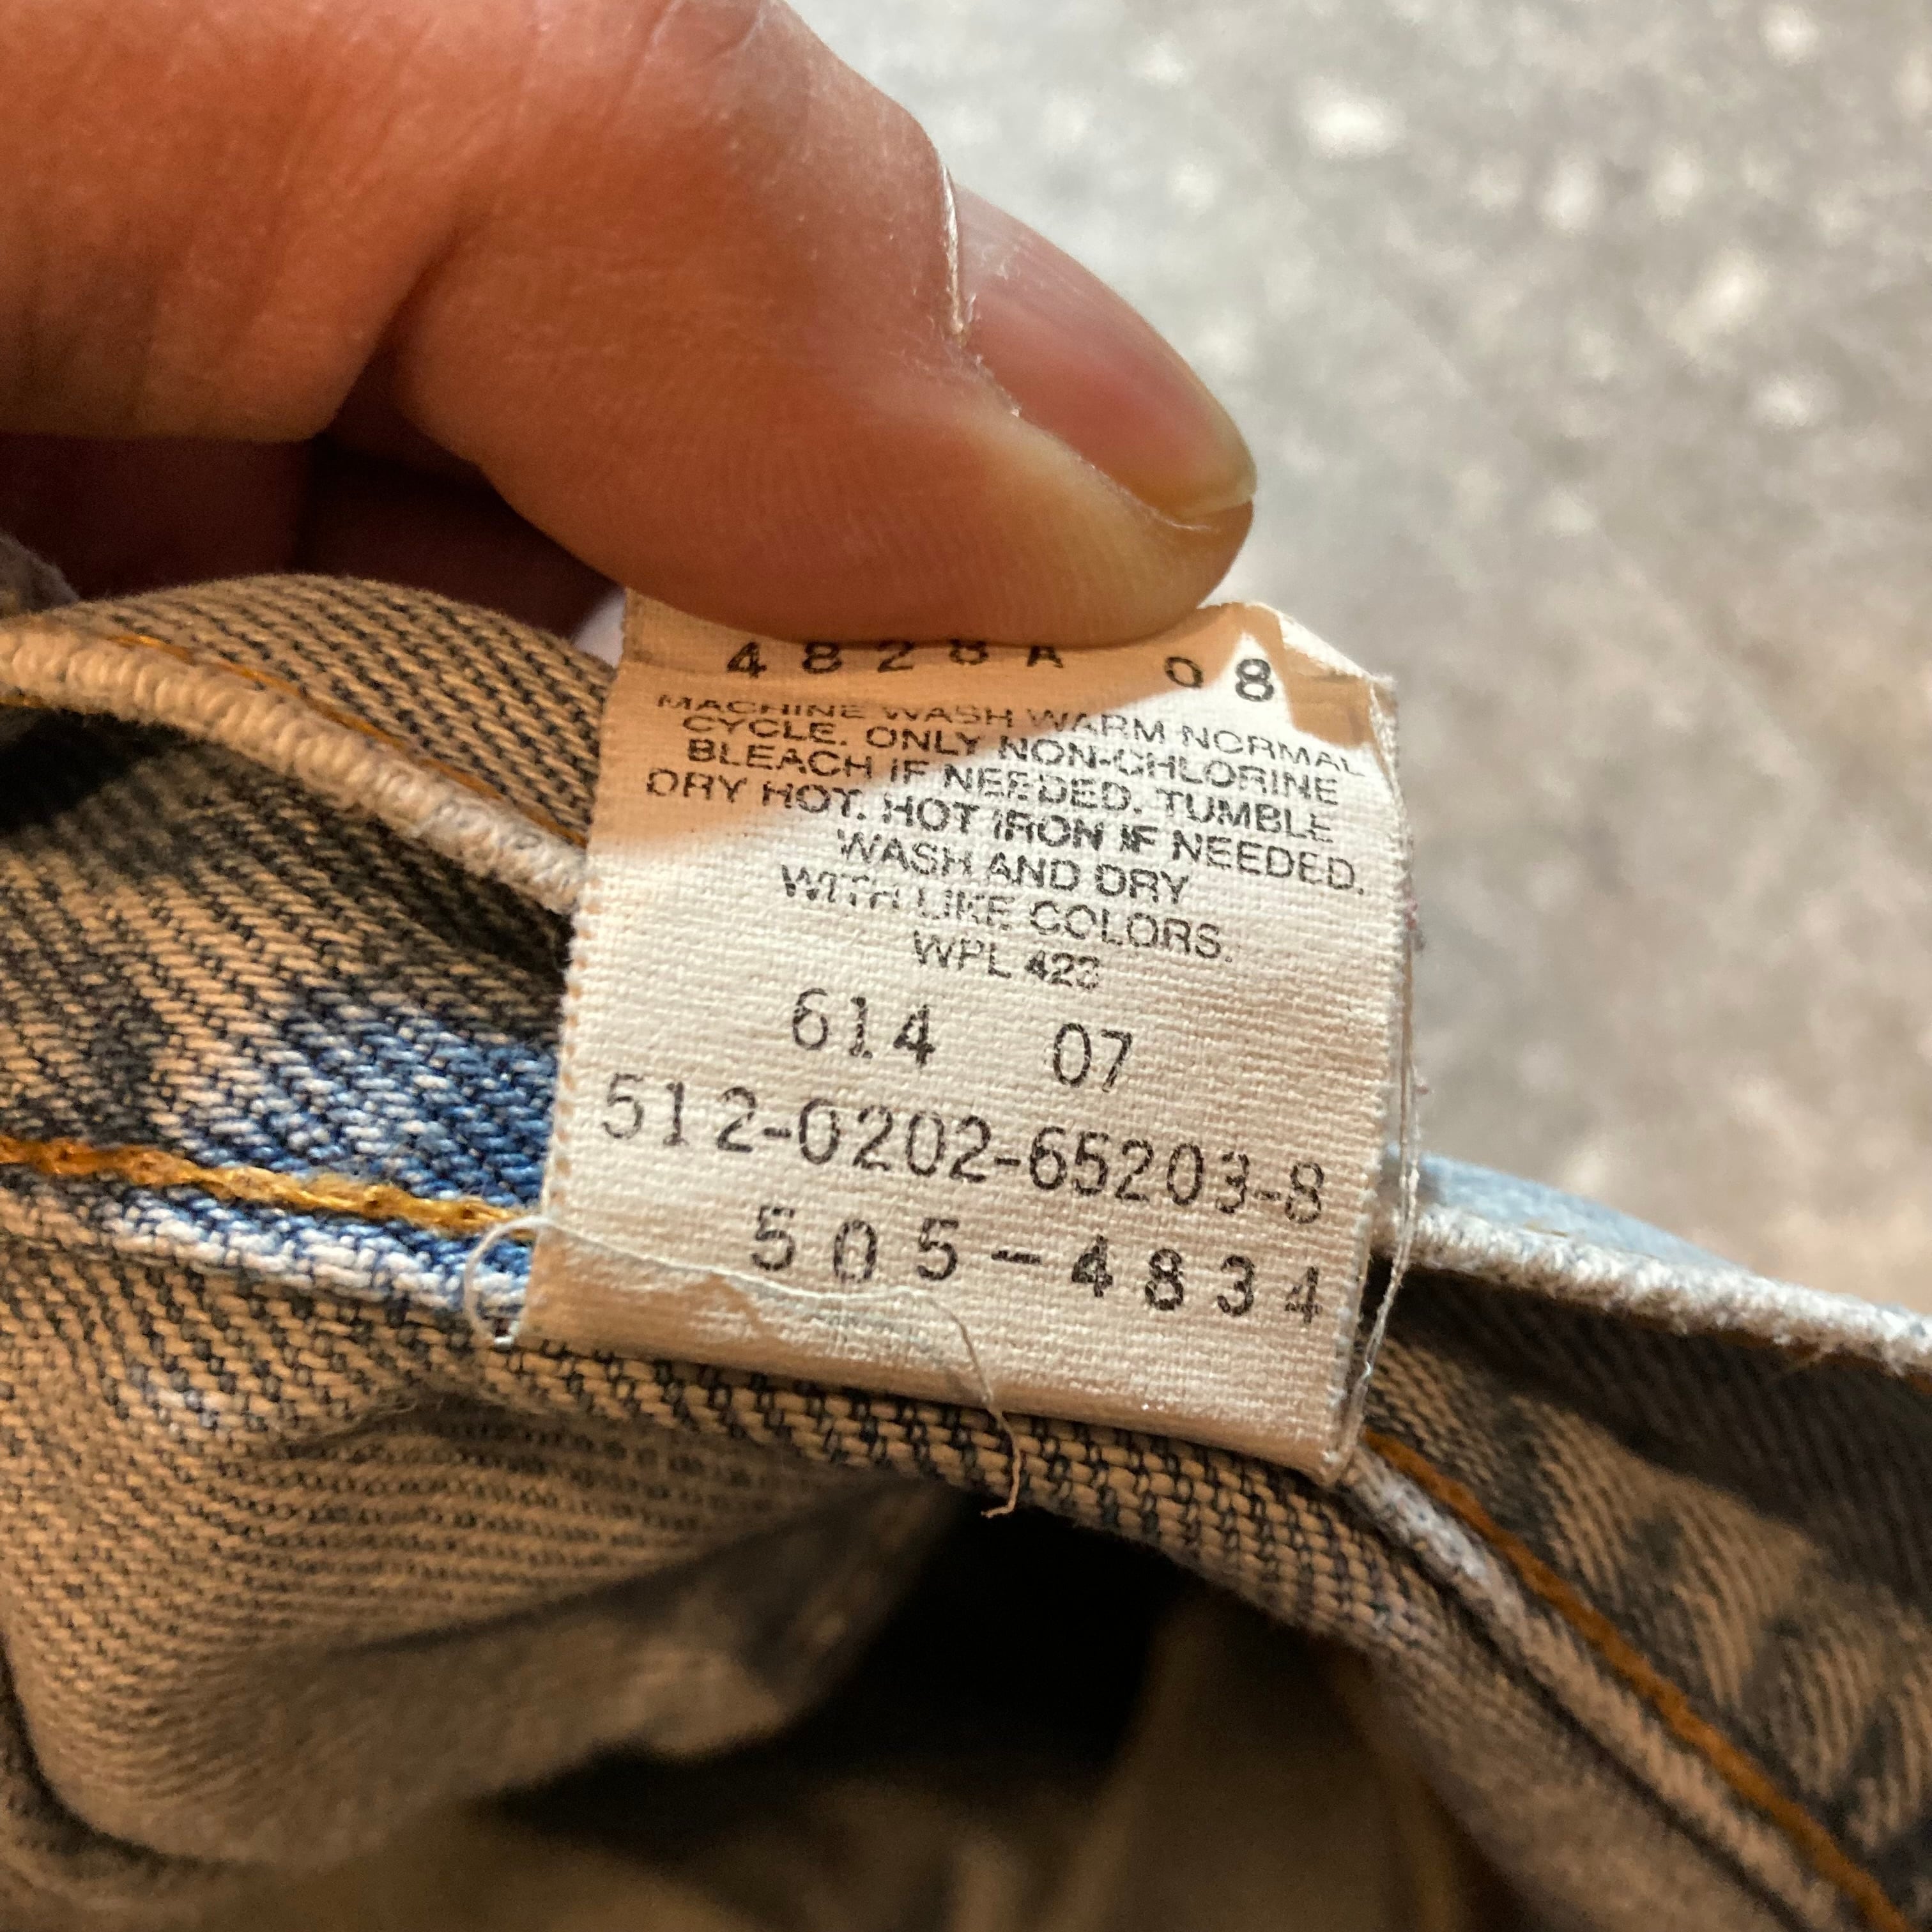 4828A 08
MACHINE WASH WARM NORMAL
CYCLE. ONLY NON-CHLORINE
BLEACH IF NEEDED. TUMBLE
DRY HOT. HOT IRON IF NEEDED.
WASH AND DRY
WITH LIKE COLORS.
WPL 423
614 07
512-0202-65203-8
505-4834